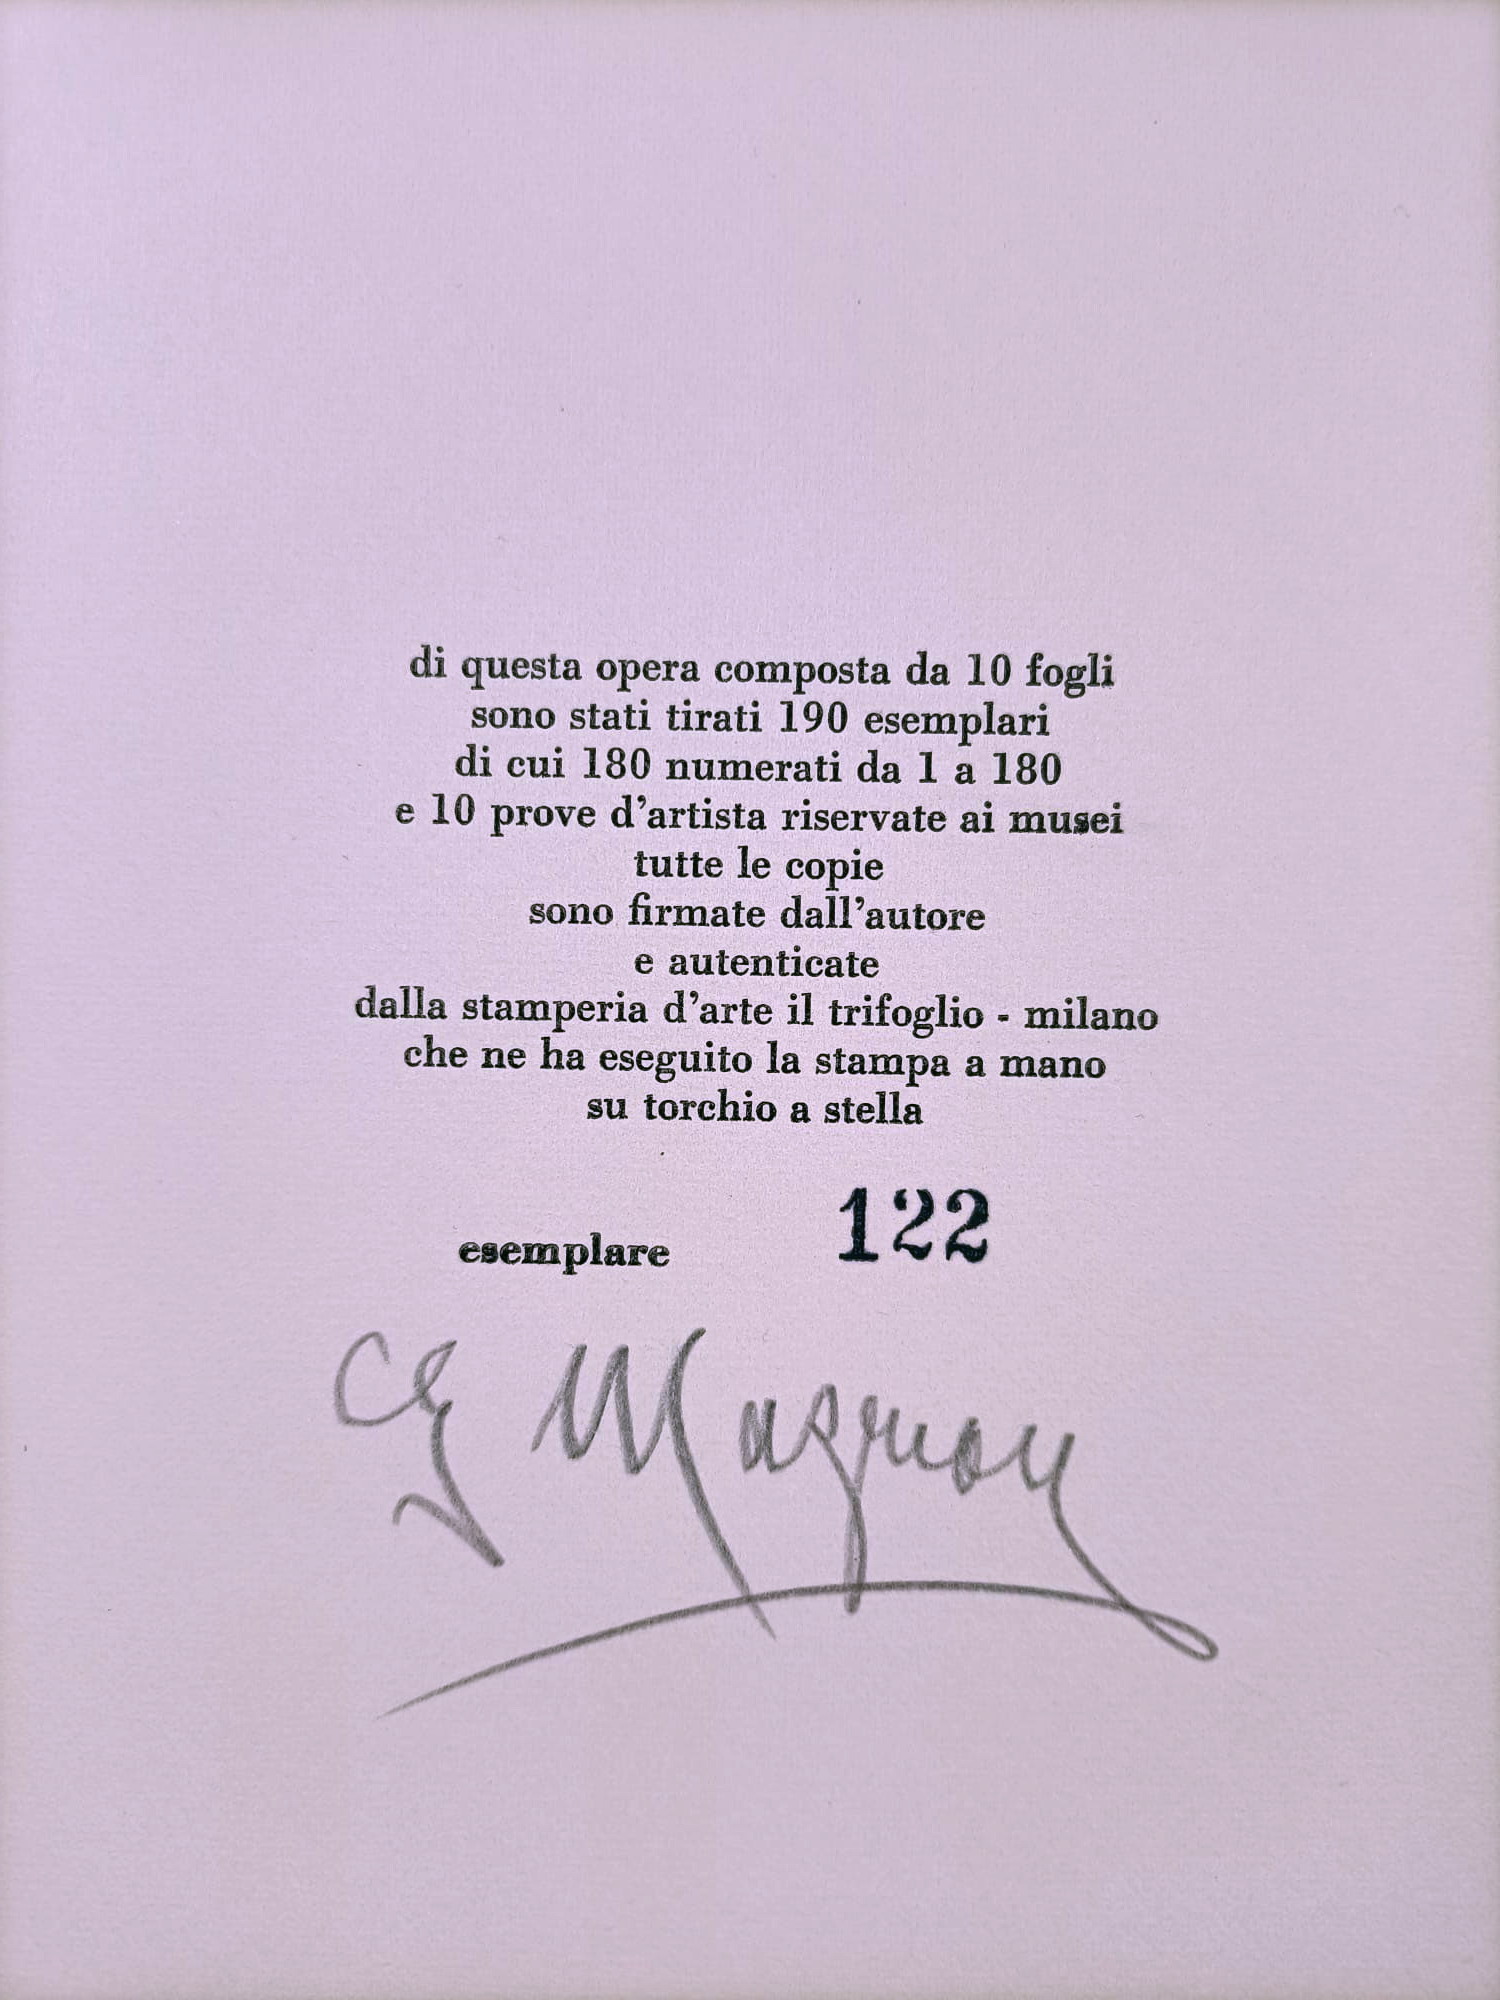 di questa opera composta da 10 fogli
sono stati tirati 190 esemplari
di cui 180 numerati da 1 a 180
e 10 prove d'artista riservate ai musei
tutte le copie
sono firmate dall'autore
e autenticate
dalla stamperia d'arte il trifoglio - milano
che ne ha eseguito la stampa a mano
su torchio a stella
esemplare 122